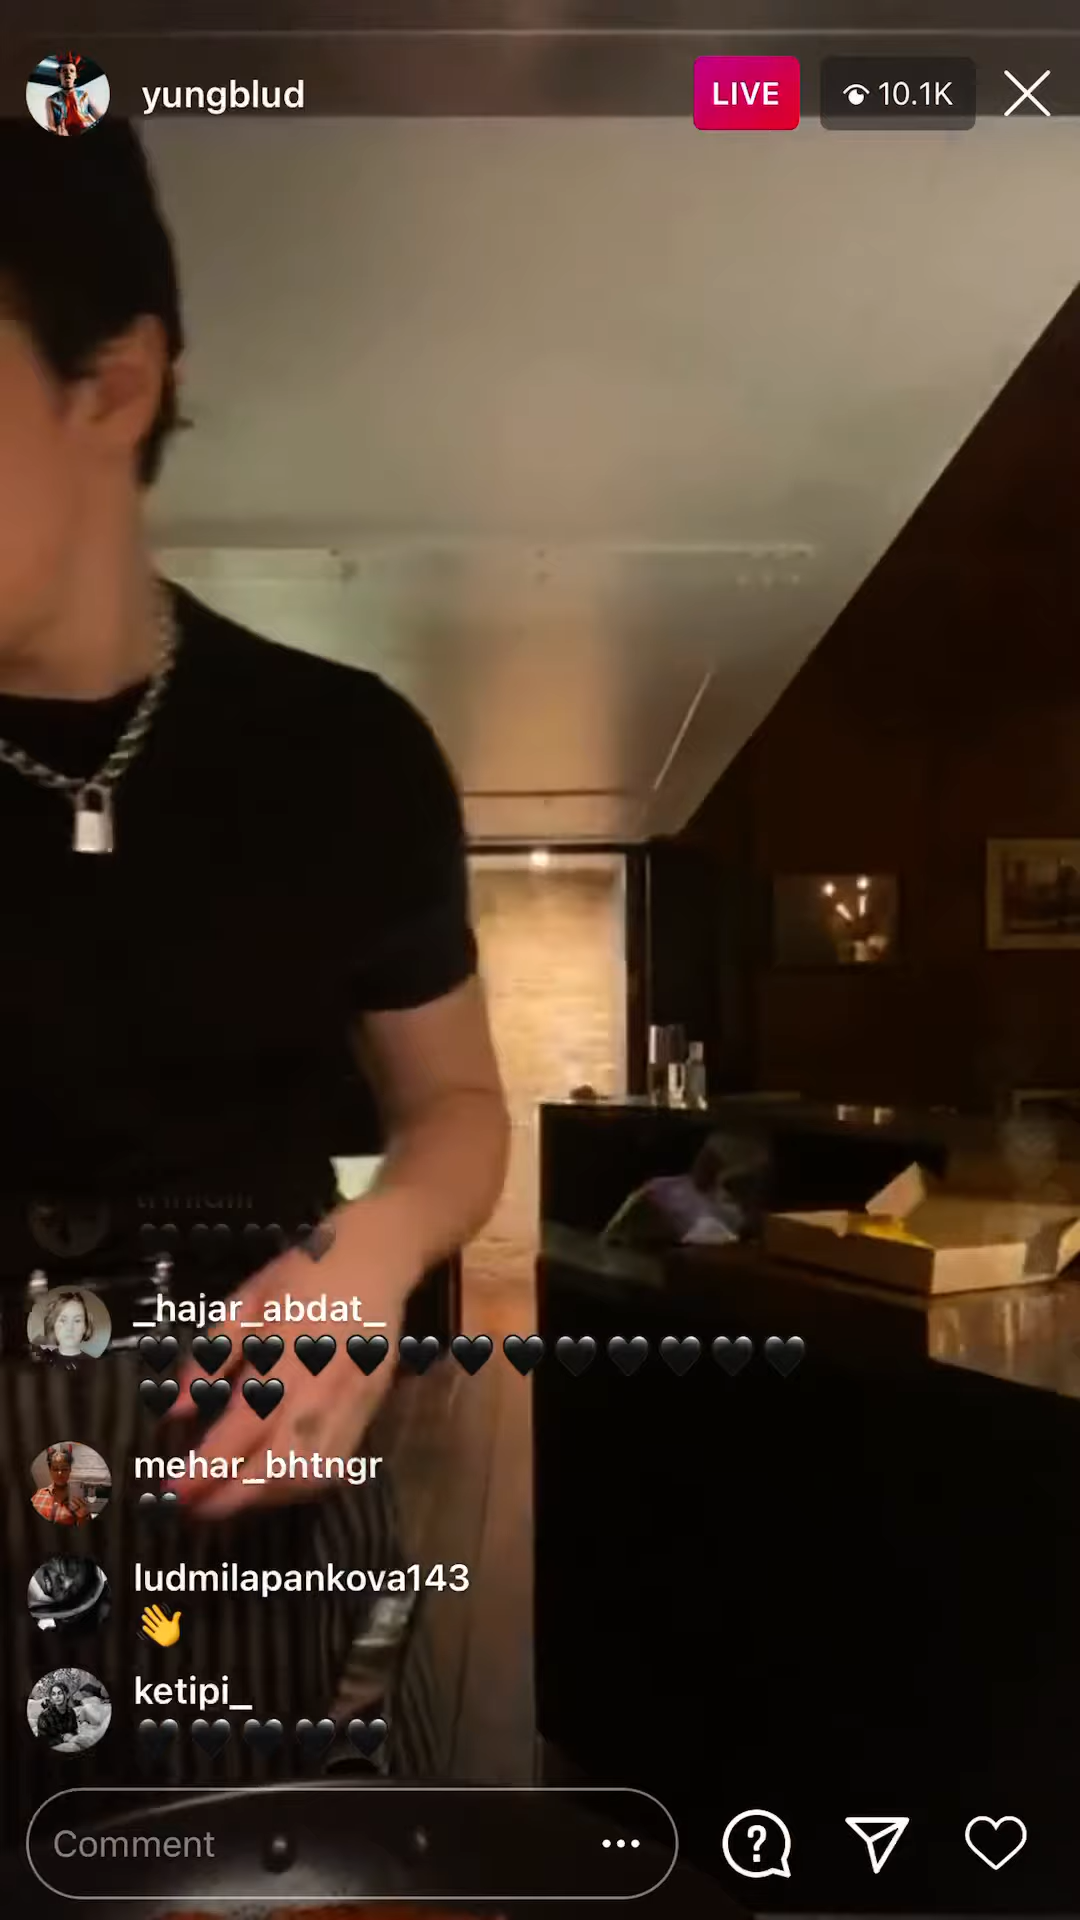 yungblud
LIVE
10.1K
_hajar_abdat_
🖤🖤🖤🖤🖤🖤🖤🖤🖤🖤🖤🖤🖤
🖤🖤🖤
mehar_bhtngr
🖤
ludmilapankova143
👋
ketipi_
🖤🖤🖤🖤🖤
Comment